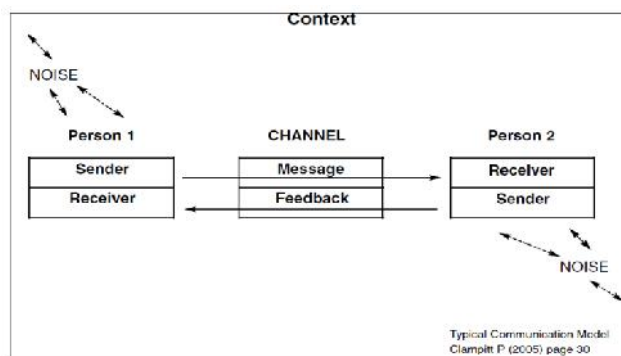 Context
NOISE
Person 1 CHANNEL Person 2
Sender Message Receiver
Receiver Feedback Sender
NOISE
Typical Communication Model
Clampitt P (2005) page 30